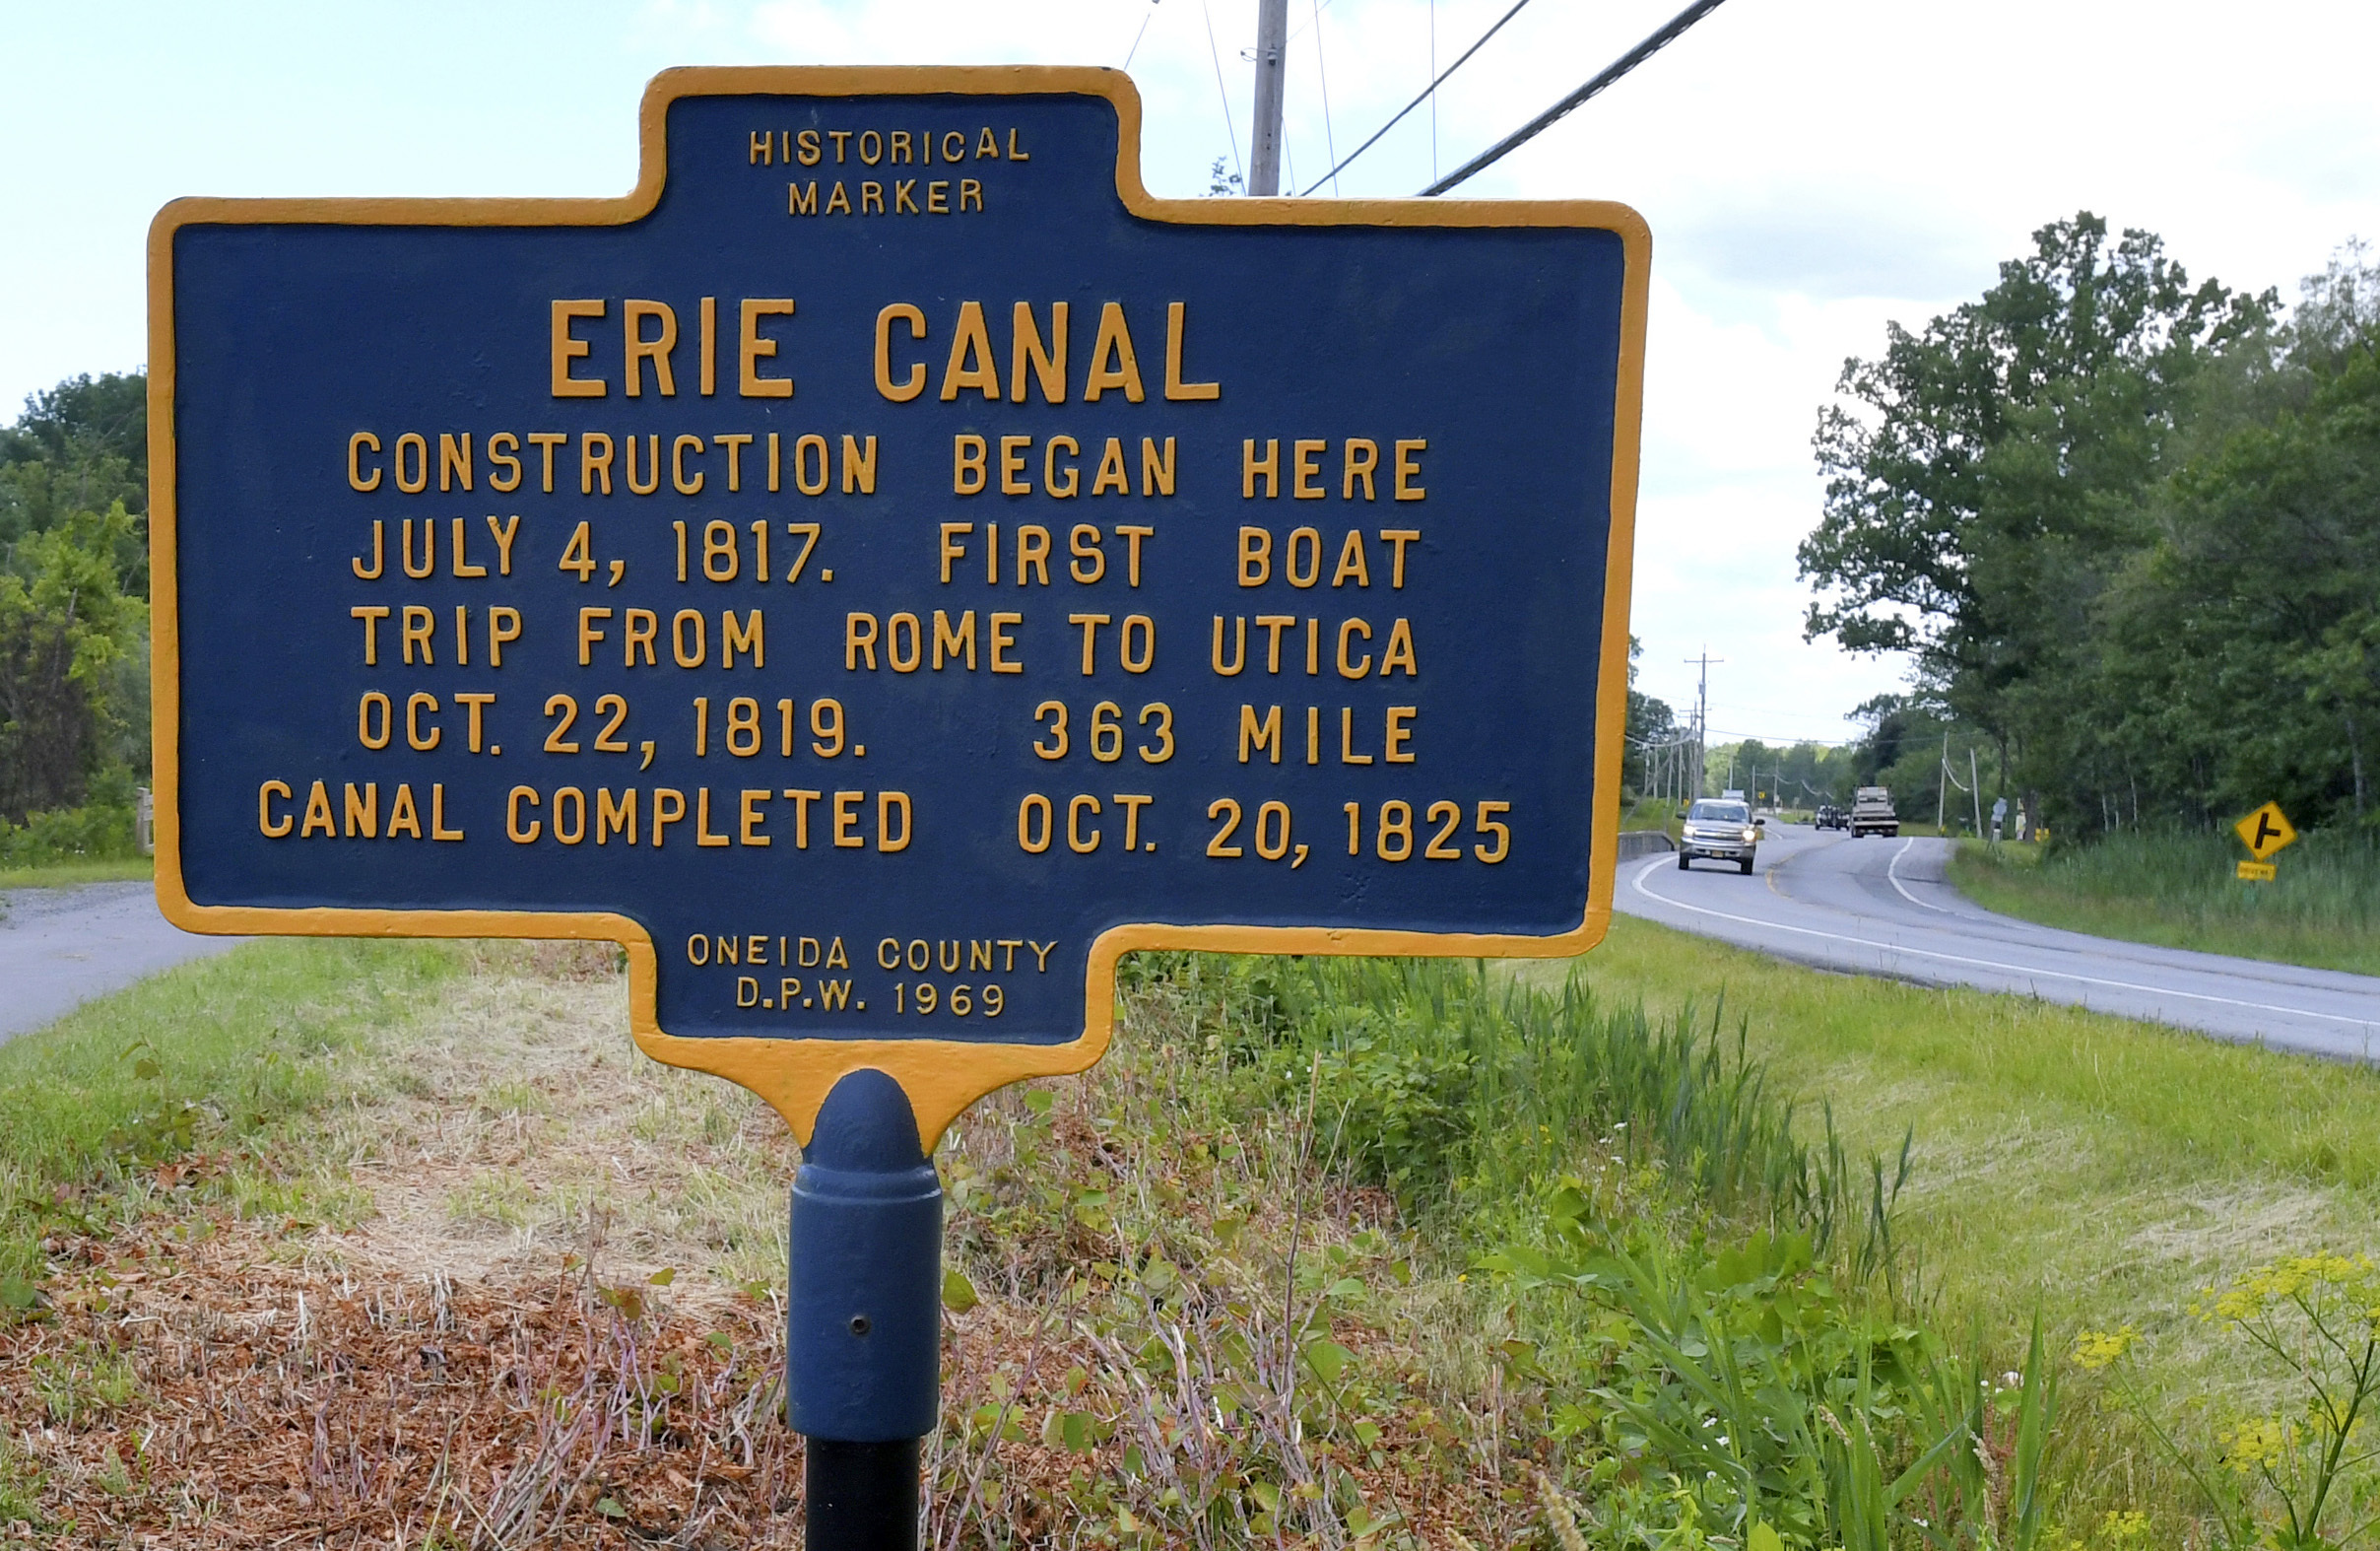 HISTORICAL
MARKER
ERIE CANAL
CONSTRUCTION BEGAN HERE
JULY 4, 1817. FIRST BOAT
TRIP FROM ROME TO UTICA
OCT. 22, 1819. 363 MILE
CANAL COMPLETED OCT. 20, 1825
ONEIDA COUNTY
D.P.W. 1969